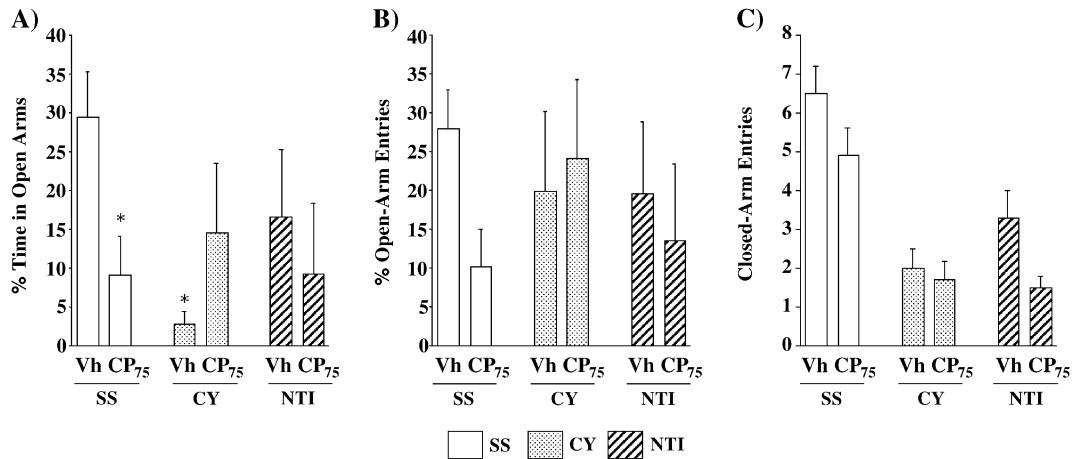 A)
% Time in Open Arms
40
35
30
25
20
15
10
5
0
*
*
Vh CP75 Vh CP75 Vh CP75
SS CY NTI
B)
% Open-Arm Entries
40
35
30
25
20
15
10
5
0
Vh CP75 Vh CP75 Vh CP75
SS CY NTI
C)
Closed-Arm Entries
8
7
6
5
4
3
2
1
0
Vh CP75 Vh CP75 Vh CP75
SS CY NTI
SS CY NTI